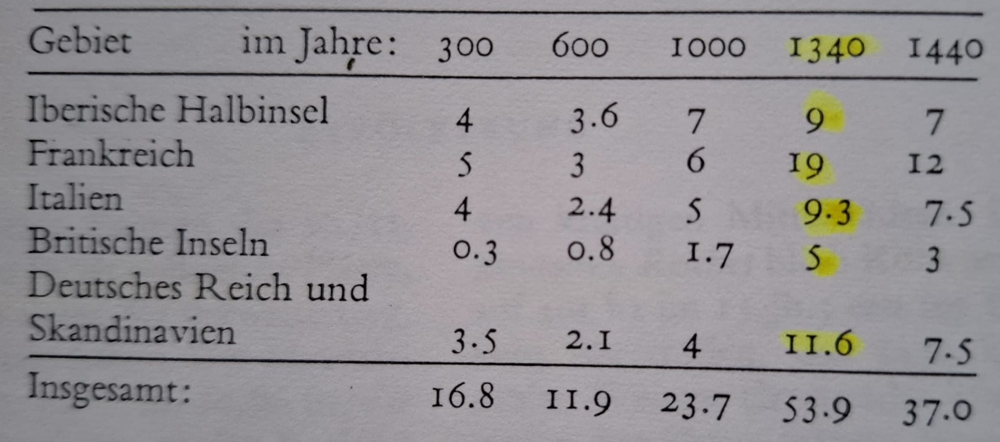 Gebiet im Jahre: 300 600 1000 1340 1440
Iberische Halbinsel 4 3.6 7 9 7
Frankreich 5 3 6 19 12
Italien 4 2.4 5 9.3 7.5
Britische Inseln 0.3 0.8 1.7 5 3
Deutsches Reich und
Skandinavien 3.5 2.1 4 11.6 7.5
Insgesamt: 16.8 11.9 23.7 53.9 37.0